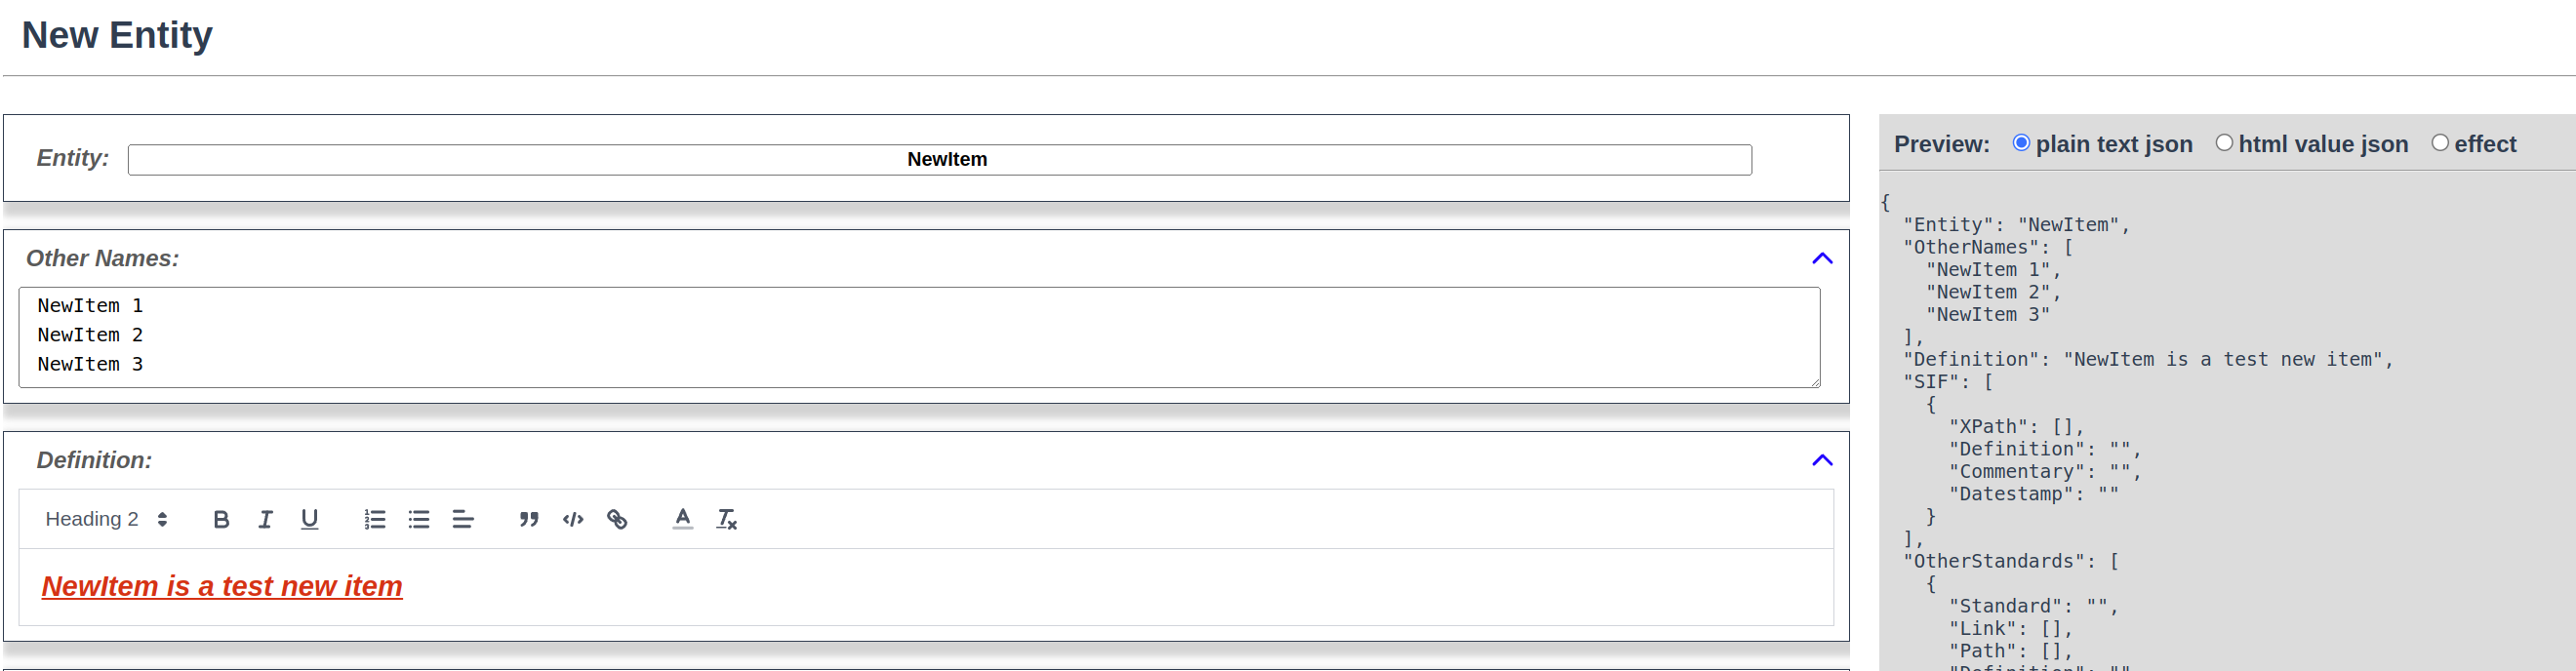 New Entity
Entity: NewItem
Other Names:
NewItem 1
NewItem 2
NewItem 3
Definition:
Heading 2
NewItem is a test new item
Preview: plain text json html value json effect
{
"Entity": "NewItem",
"OtherNames": [
"NewItem 1",
"NewItem 2",
"NewItem 3"
],
"Definition": "NewItem is a test new item",
"SIF": [
{
"XPath": [],
"Definition": "",
"Commentary": "",
"Datestamp": ""
}
],
"OtherStandards": [
{
"Standard": "",
"Link": [],
"Path": [],